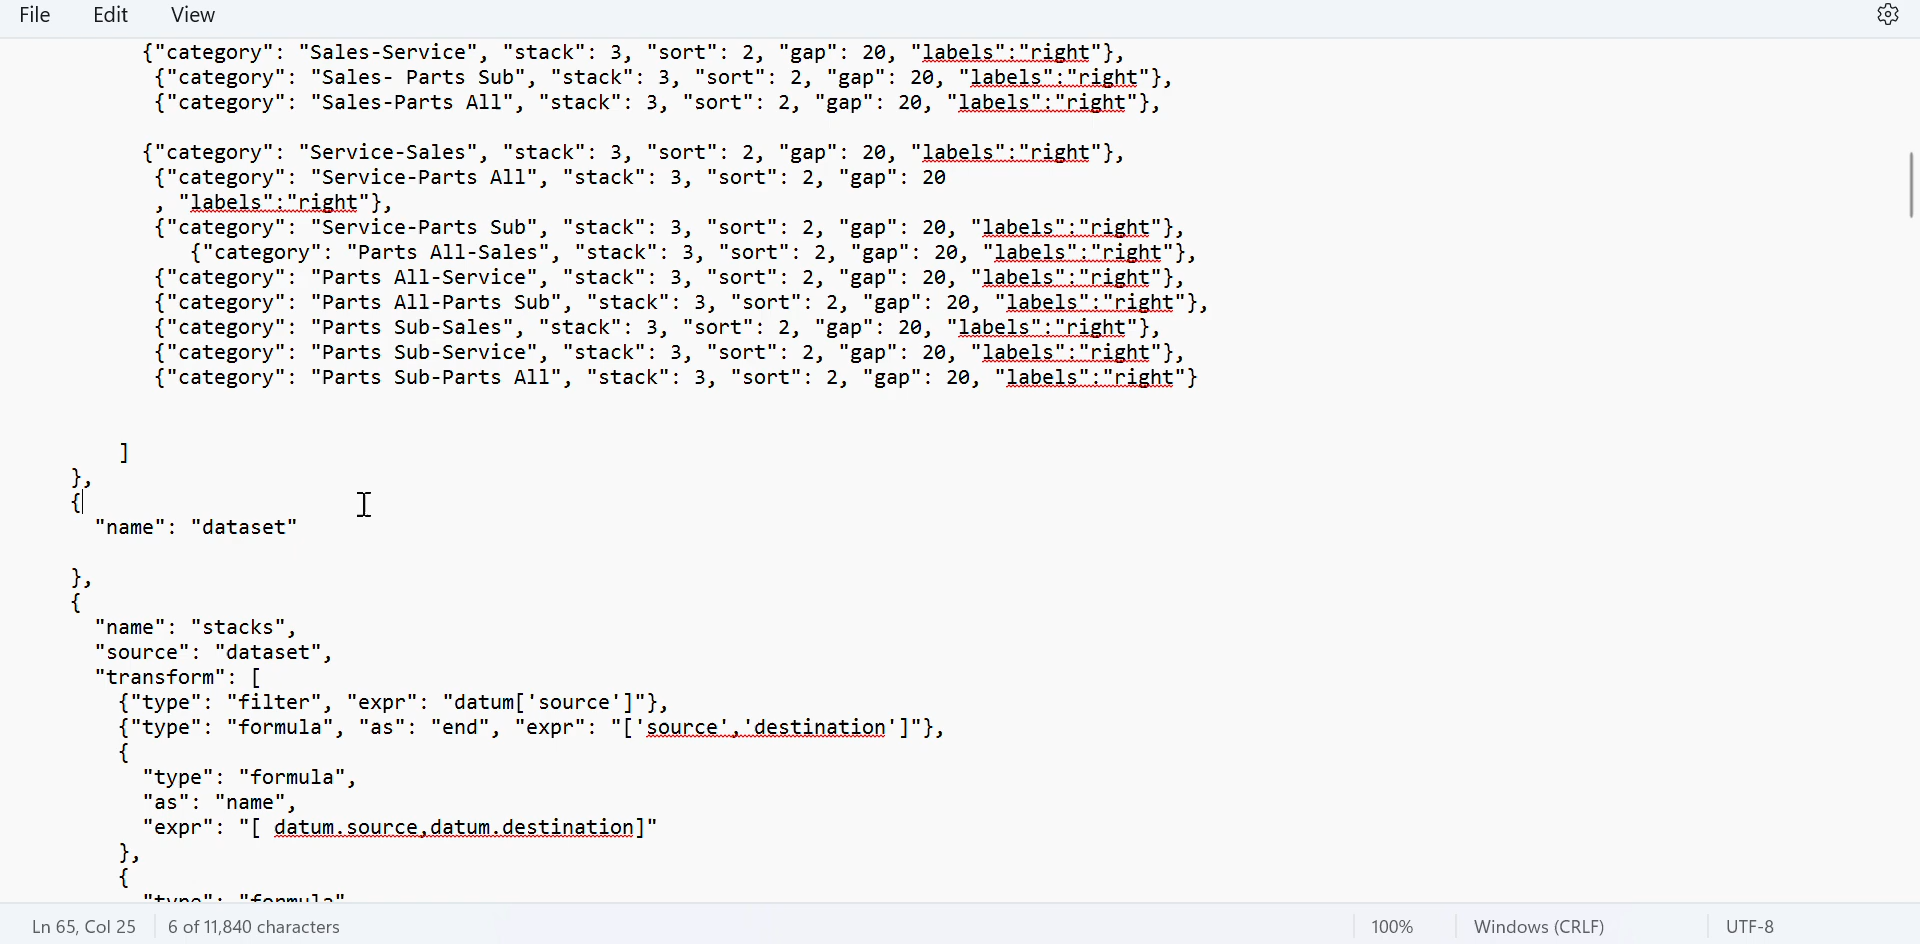 File Edit View
{"category": "Sales-Service", "stack": 3, "sort": 2, "gap": 20, "labels":"right"},
{"category": "Sales- Parts Sub", "stack": 3, "sort": 2, "gap": 20, "labels":"right"},
{"category": "Sales-Parts All", "stack": 3, "sort": 2, "gap": 20, "labels":"right"},
{"category": "Service-Sales", "stack": 3, "sort": 2, "gap": 20, "labels":"right"},
{"category": "Service-Parts All", "stack": 3, "sort": 2, "gap": 20
, "labels":"right"},
{"category": "Service-Parts Sub", "stack": 3, "sort": 2, "gap": 20, "labels":"right"},
{"category": "Parts All-Sales", "stack": 3, "sort": 2, "gap": 20, "labels":"right"},
{"category": "Parts All-Service", "stack": 3, "sort": 2, "gap": 20, "labels":"right"},
{"category": "Parts All-Parts Sub", "stack": 3, "sort": 2, "gap": 20, "labels":"right"},
{"category": "Parts Sub-Sales", "stack": 3, "sort": 2, "gap": 20, "labels":"right"},
{"category": "Parts Sub-Service", "stack": 3, "sort": 2, "gap": 20, "labels":"right"},
{"category": "Parts Sub-Parts All", "stack": 3, "sort": 2, "gap": 20, "labels":"right"}
]
},
{
"name": "dataset"
},
{
"name": "stacks",
"source": "dataset",
"transform": [
{"type": "filter", "expr": "datum['source']"},
{"type": "formula", "as": "end", "expr": "['source','destination']"},
{
"type": "formula",
"as": "name",
"expr": "[ datum.source,datum.destination]"
},
{
"type": "formula"
Ln 65, Col 25 6 of 11,840 characters 100% Windows (CRLF) UTF-8